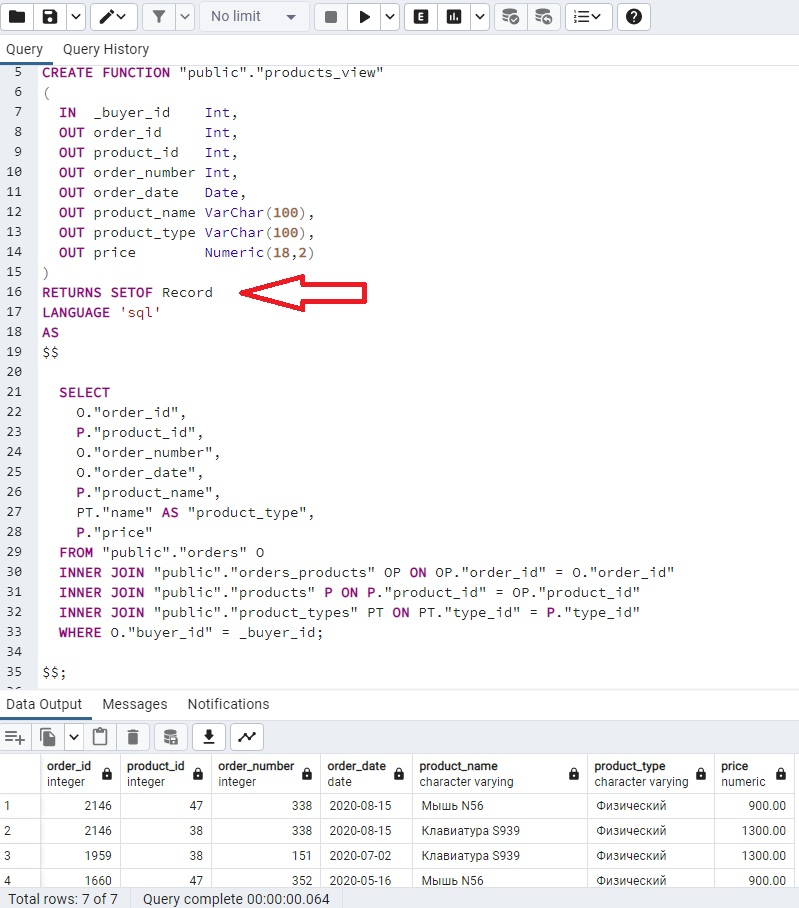 No limit
E
Query Query History
5 CREATE FUNCTION "public"."products_view"
6 (
7 IN _buyer_id Int,
8 OUT order_id Int,
9 OUT product_id Int,
10 OUT order_number Int,
11 OUT order_date Date,
12 OUT product_name VarChar(100),
13 OUT product_type VarChar(100),
14 OUT price Numeric(18,2)
15 )
16 RETURNS SETOF Record
17 LANGUAGE 'sql'
18 AS
19 $$
20
21 SELECT
22 O."order_id",
23 P."product_id",
24 O."order_number",
25 O."order_date",
26 P."product_name",
27 PT."name" AS "product_type",
28 P."price"
29 FROM "public"."orders" O
30 INNER JOIN "public"."orders_products" OP ON OP."order_id" = O."order_id"
31 INNER JOIN "public"."products" P ON P."product_id" = OP."product_id"
32 INNER JOIN "public"."product_types" PT ON PT."type_id" = P."type_id"
33 WHERE O."buyer_id" = _buyer_id;
34
35 $$;
Data Output Messages Notifications
order_id product_id order_number order_date product_name product_type price
integer integer integer date character varying character varying numeric
1 2146 47 338 2020-08-15 Мышь N56 Физический 900.00
2 2146 38 338 2020-08-15 Клавиатура S939 Физический 1300.00
3 1959 38 151 2020-07-02 Клавиатура S939 Физический 1300.00
4 1660 47 352 2020-05-16 Мышь N56 Физический 900.00
Total rows: 7 of 7 Query complete 00:00:00.064